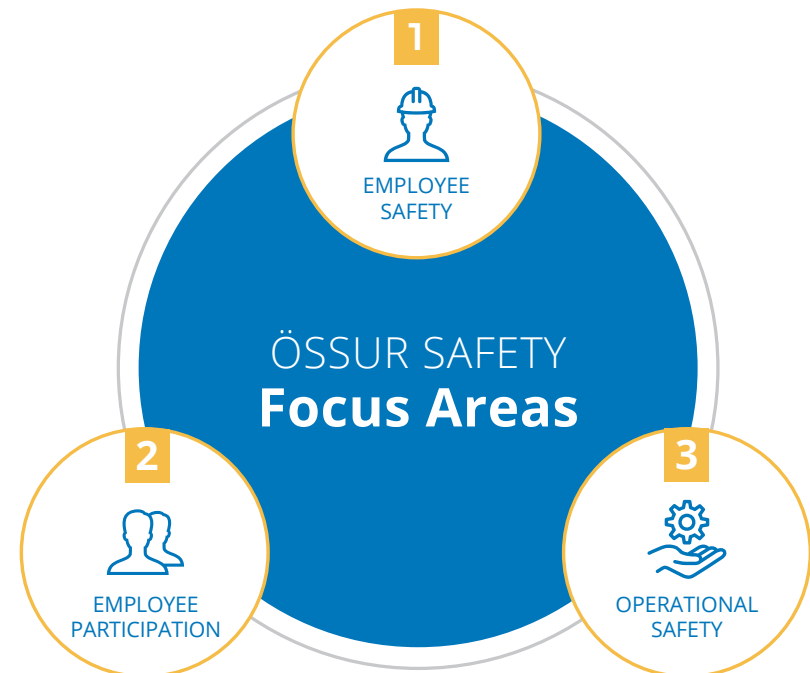 1
EMPLOYEE
SAFETY
ÖSSUR SAFETY
Focus Areas
2
EMPLOYEE
PARTICIPATION
3
OPERATIONAL
SAFETY